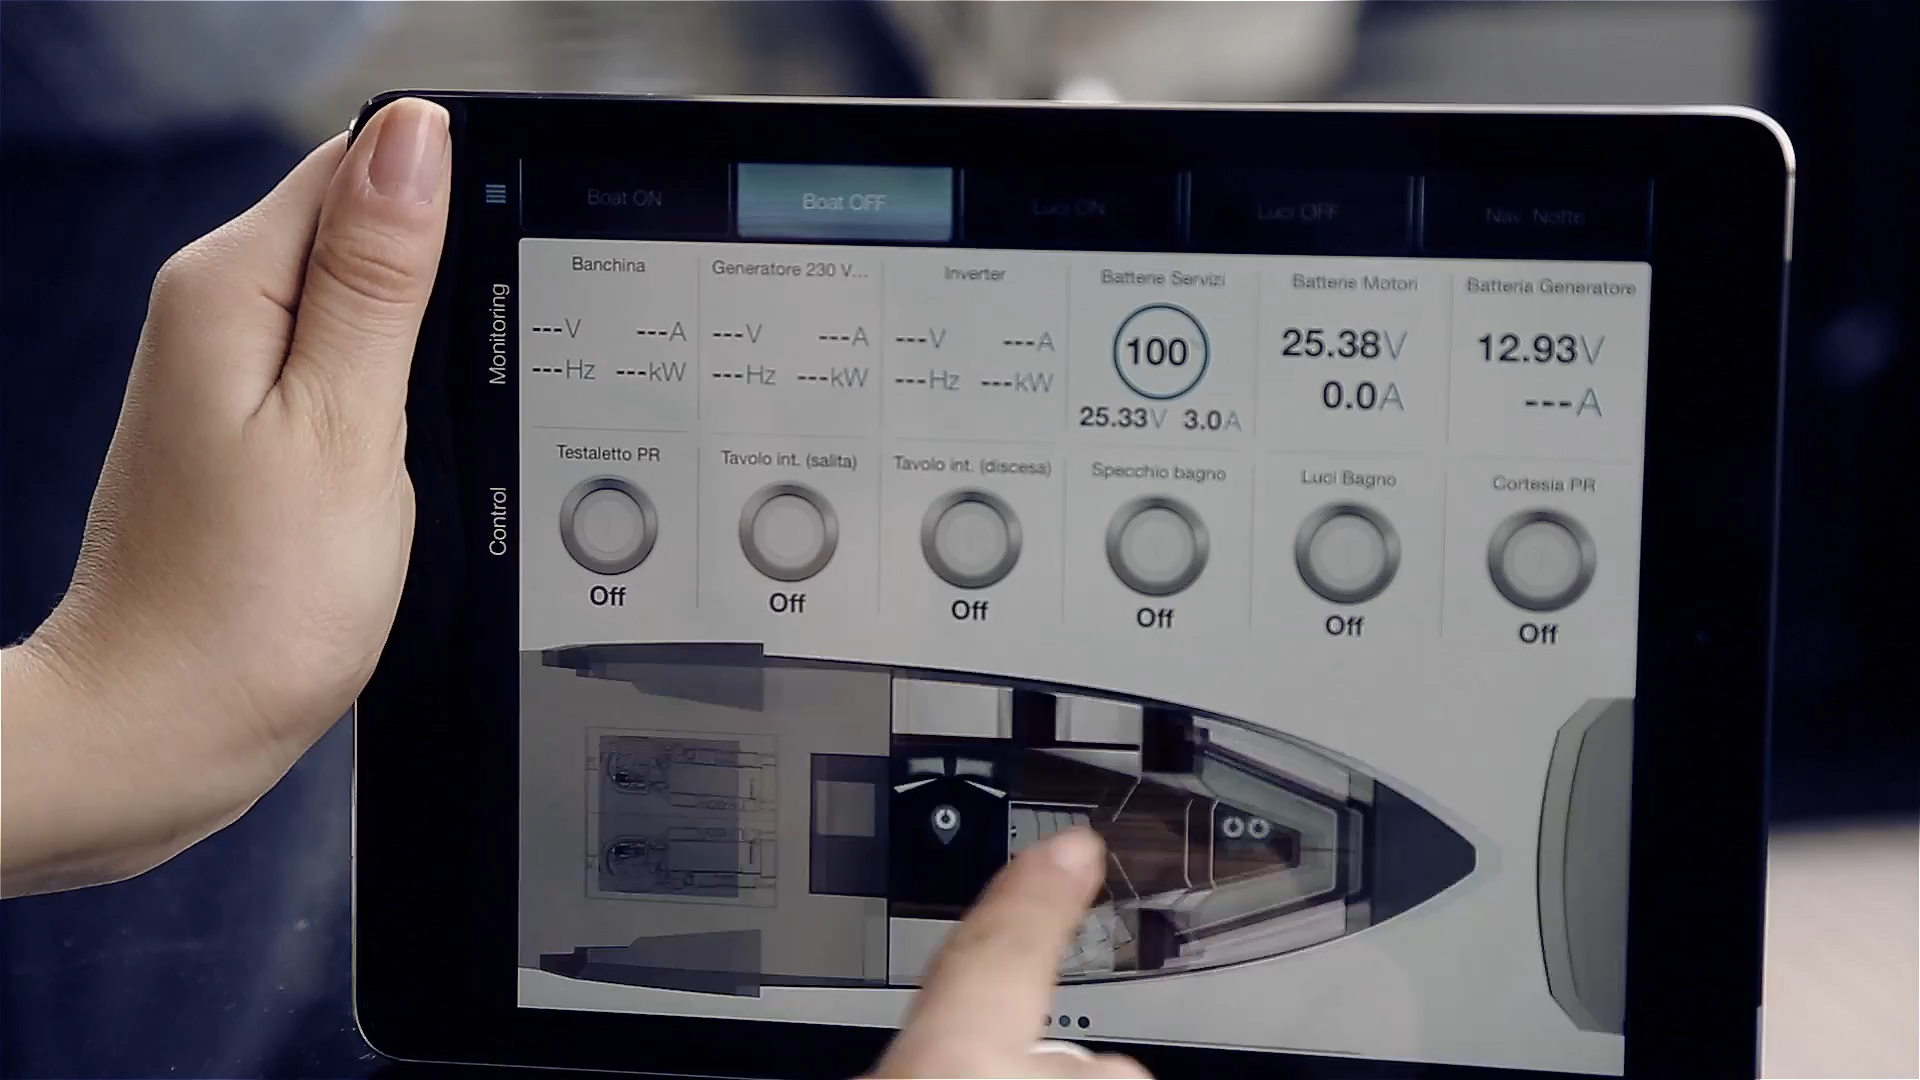 Boat ON
Boat OFF
Luci ON
Luci OFF
Nav. Notte
Monitoring
Banchina
---V ---A
---Hz ---kW
Generatore 230 V...
---V ---A
---Hz ---kW
Inverter
---V ---A
---Hz ---kW
Batterie Servizi
100
25.33V 3.0A
Batterie Motori
25.38V
0.0A
Batteria Generatore
12.93V
---A
Control
Testaletto PR
Off
Tavolo int. (salita)
Off
Tavolo int. (discesa)
Off
Specchio bagno
Off
Luci Bagno
Off
Cortesia PR
Off